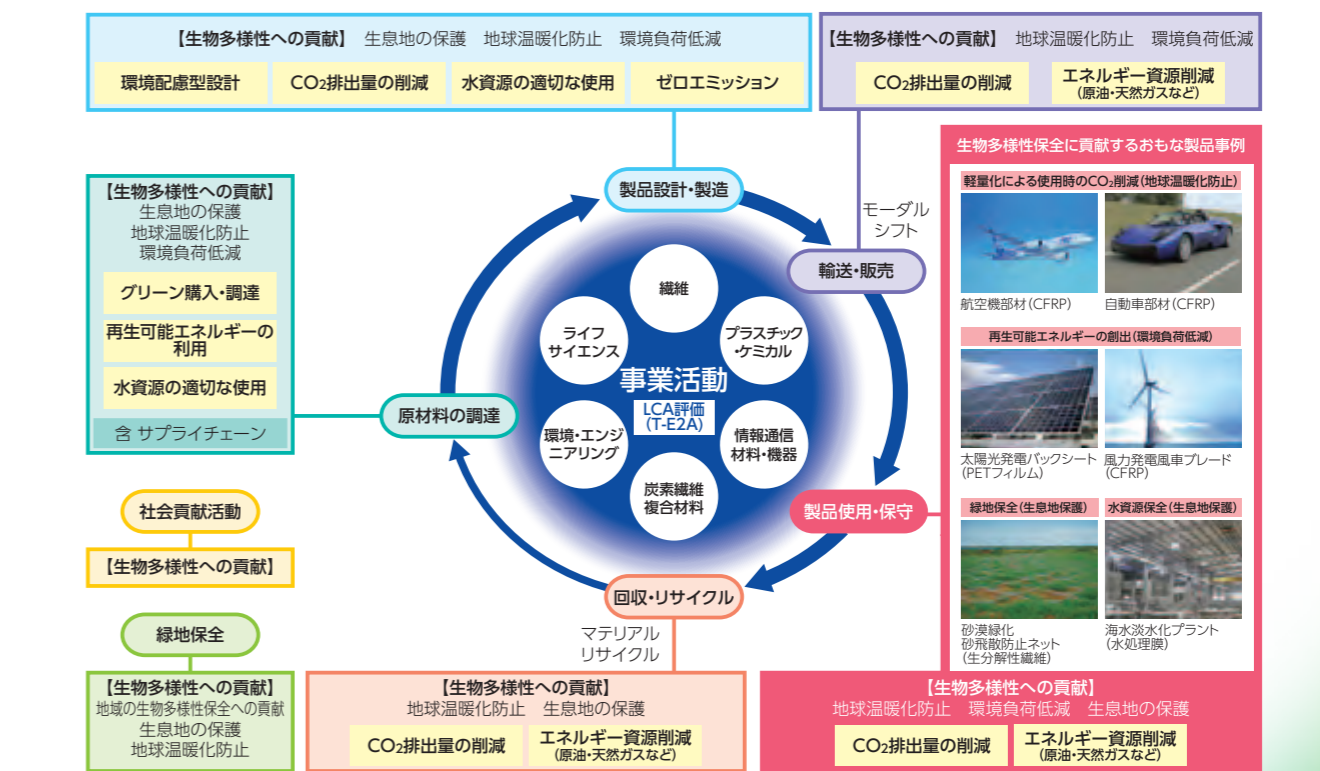 【生物多様性への貢献】 生息地の保護 地球温暖化防止 環境負荷低減
環境配慮型設計
CO2排出量の削減
水資源の適切な使用
ゼロエミッション
【生物多様性への貢献】 地球温暖化防止 環境負荷低減
CO2排出量の削減
エネルギー資源削減
(原油・天然ガスなど)
【生物多様性への貢献】
生息地の保護
地球温暖化防止
環境負荷低減
グリーン購入・調達
再生可能エネルギーの
利用
水資源の適切な使用
含 サプライチェーン
製品設計・製造
モーダル
シフト
輸送・販売
原材料の調達
製品使用・保守
回収・リサイクル
マテリアル
リサイクル
繊維
ライフ
サイエンス
プラスチック
・ケミカル
事業活動
LCA評価
(T-E2A)
環境・エンジ
ニアリング
情報通信
材料・機器
炭素繊維
複合材料
生物多様性保全に貢献するおもな製品事例
軽量化による使用時のCO2削減(地球温暖化防止)
航空機部材(CFRP)
自動車部材(CFRP)
再生可能エネルギーの創出(環境負荷低減)
太陽光発電バックシート
(PETフィルム)
風力発電風車ブレード
(CFRP)
緑地保全(生息地保護)
水資源保全(生息地保護)
砂漠緑化
砂飛散防止ネット
(生分解性繊維)
海水淡水化プラント
(水処理膜)
社会貢献活動
【生物多様性への貢献】
緑地保全
【生物多様性への貢献】
地域の生物多様性保全への貢献
生息地の保護
地球温暖化防止
【生物多様性への貢献】
地球温暖化防止 生息地の保護
CO2排出量の削減
エネルギー資源削減
(原油・天然ガスなど)
【生物多様性への貢献】
地球温暖化防止 環境負荷低減 生息地の保護
CO2排出量の削減
エネルギー資源削減
(原油・天然ガスなど)